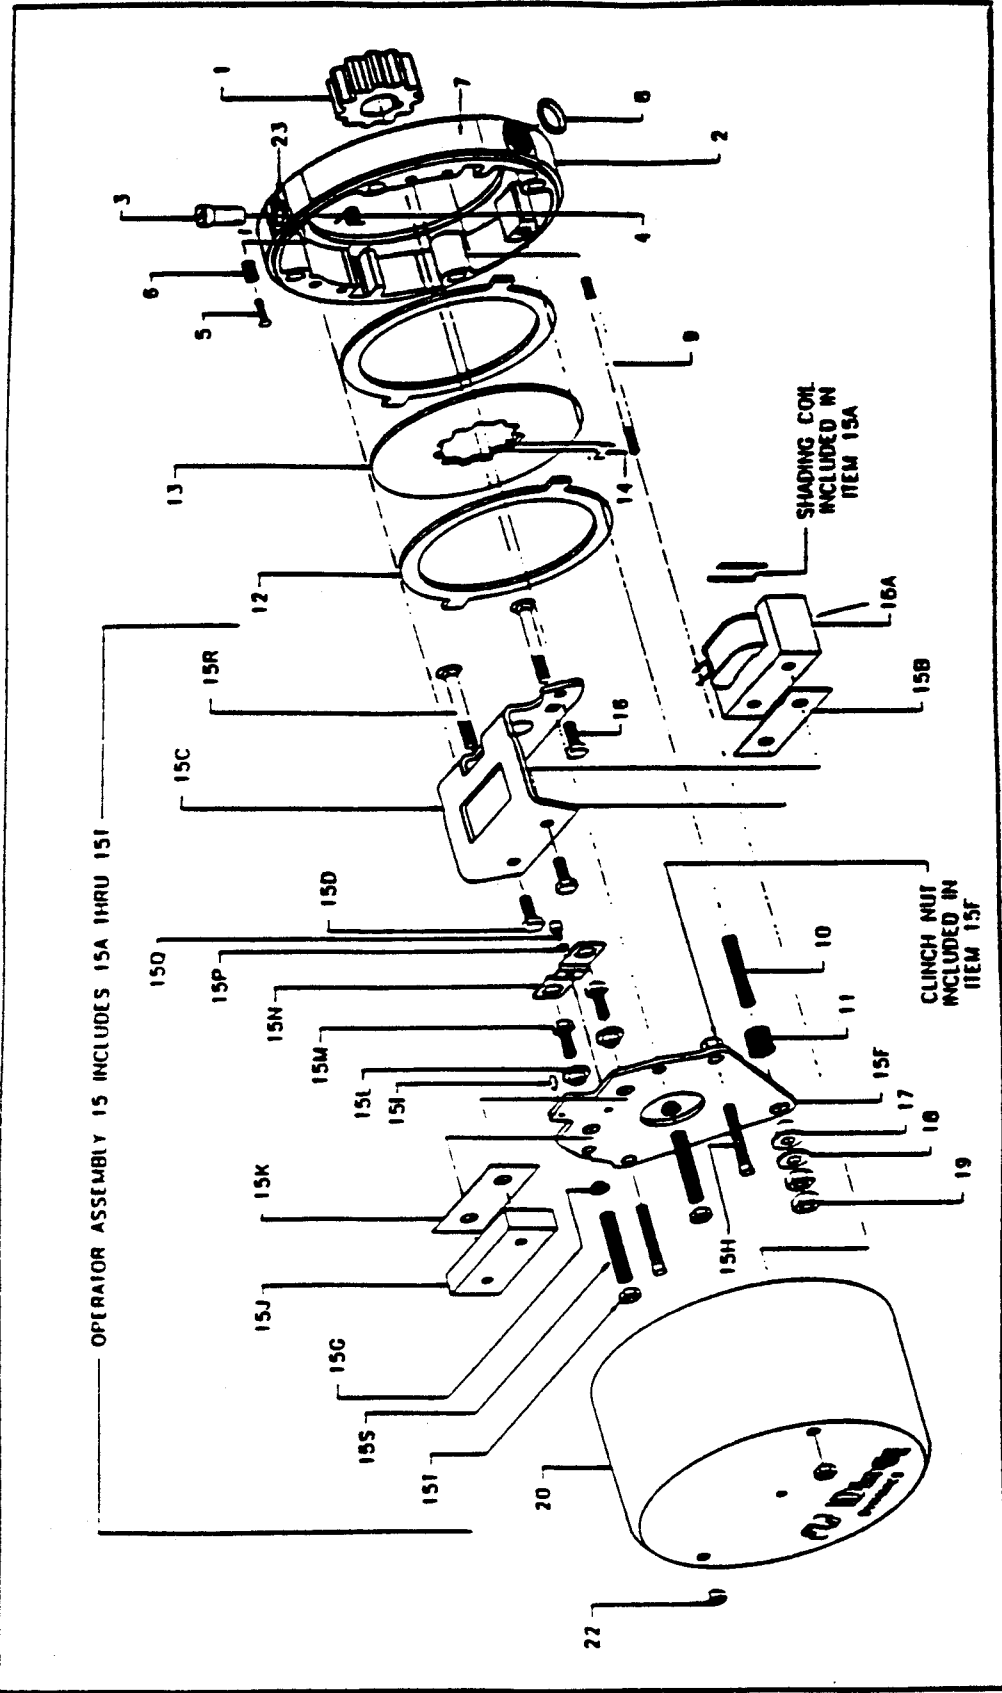 OPERATOR ASSEMBLY 15 INCLUDES 15A THRU 15T
1
23
3
6
5
7
8
2
4
9
13
12
14
SHADING COIL
INCLUDED IN
ITEM 15A
15R
15C
16
16A
15B
15D
15Q
15P
15N
15M
15L
15I
15K
15J
15G
15S
15T
15H
CLINCH NUT
INCLUDED IN
ITEM 15F
10
11
15F
17
18
19
20
22